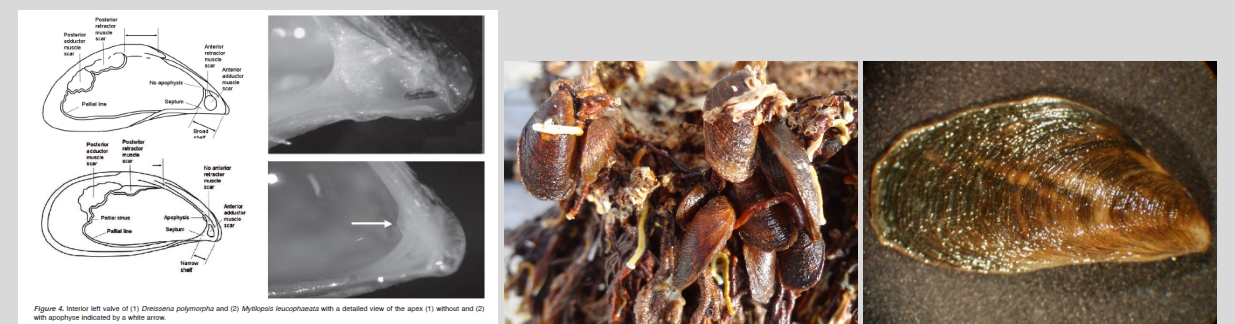 Posterior
retractor
muscle
scar
Posterior
adductor
muscle
scar
Anterior
retractor
muscle
scar
Anterior
adductor
muscle
scar
No apophysis
Septum
Pallial line
Broad
shelf
Posterior
adductor
muscle
scar
Posterior
retractor
muscle
scar
No anterior
retractor
muscle
scar
Anterior
adductor
muscle
scar
Pallial sinus
Apophysis
Pallial line
Septum
Narrow
shelf
Figure 4. Interior left valve of (1) Dreissena polymorpha and (2) Mytilopsis leucophaeata with a detailed view of the apex (1) without and (2)
with apophyse indicated by a white arrow.